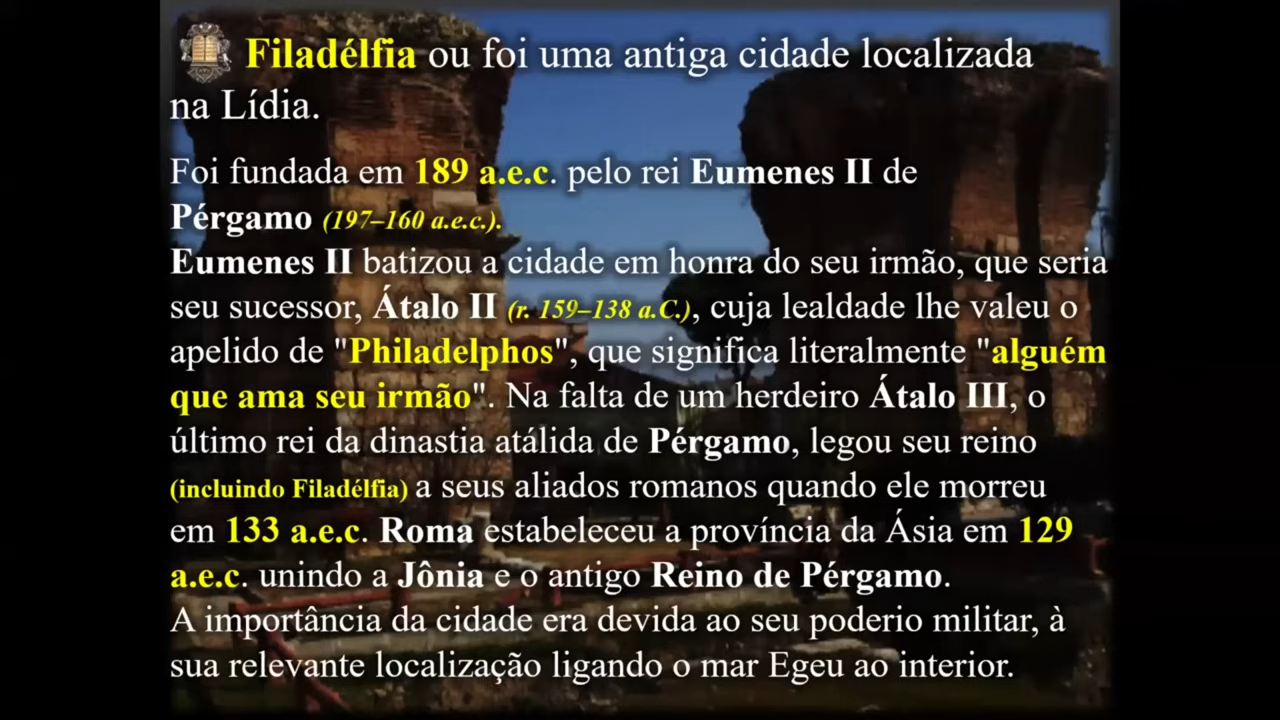 Filadélfia ou foi uma antiga cidade localizada
na Lídia.
Foi fundada em 189 a.e.c. pelo rei Eumenes II de
Pérgamo (197–160 a.e.c.).
Eumenes II batizou a cidade em honra do seu irmão, que seria
seu sucessor, Átalo II (r. 159–138 a.C.), cuja lealdade lhe valeu o
apelido de "Philadelphos", que significa literalmente "alguém
que ama seu irmão". Na falta de um herdeiro Átalo III, o
último rei da dinastia atálida de Pérgamo, legou seu reino
(incluindo Filadélfia) a seus aliados romanos quando ele morreu
em 133 a.e.c. Roma estabeleceu a província da Ásia em 129
a.e.c. unindo a Jônia e o antigo Reino de Pérgamo.
A importância da cidade era devida ao seu poderio militar, à
sua relevante localização ligando o mar Egeu ao interior.